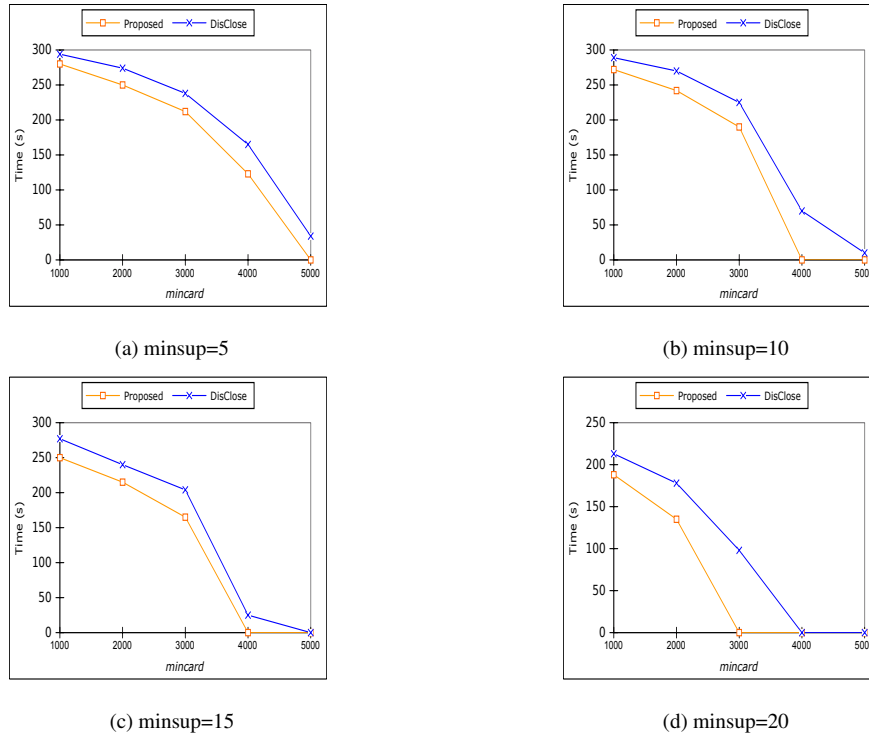 Proposed DisClose
300
250
200
150
100
50
0
Time (s)
1000 2000 3000 4000 5000
mincard
(a) minsup=5
Proposed DisClose
300
250
200
150
100
50
0
Time (s)
1000 2000 3000 4000 500
mincard
(b) minsup=10
Proposed DisClose
300
250
200
150
100
50
0
Time (s)
1000 2000 3000 4000 5000
mincard
(c) minsup=15
Proposed DisClose
250
200
150
100
50
0
Time (s)
1000 2000 3000 4000 500
mincard
(d) minsup=20